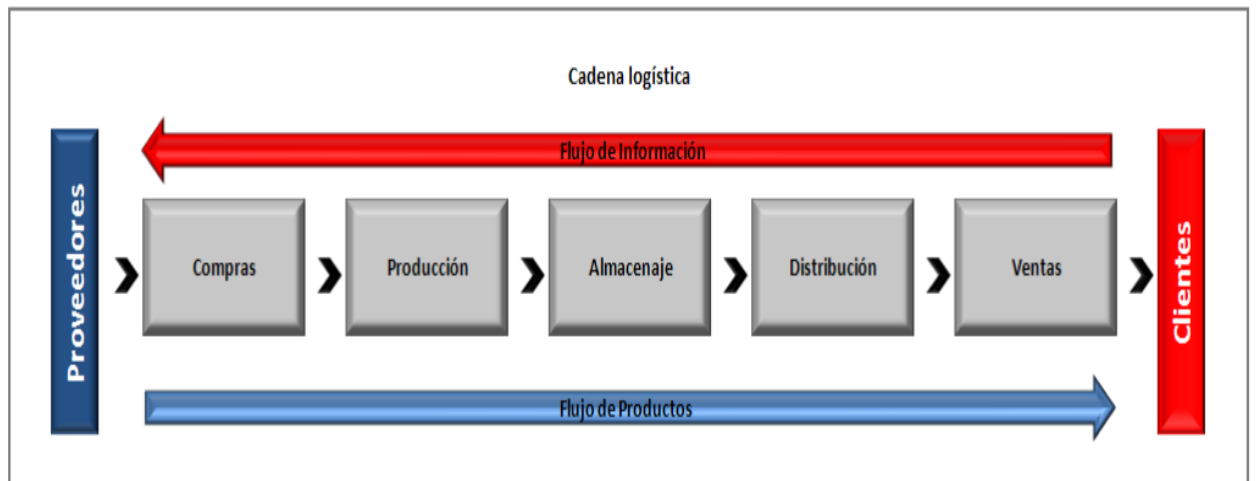 Cadena logística
Flujo de Información
Proveedores
Compras
Producción
Almacenaje
Distribución
Ventas
Clientes
Flujo de Productos